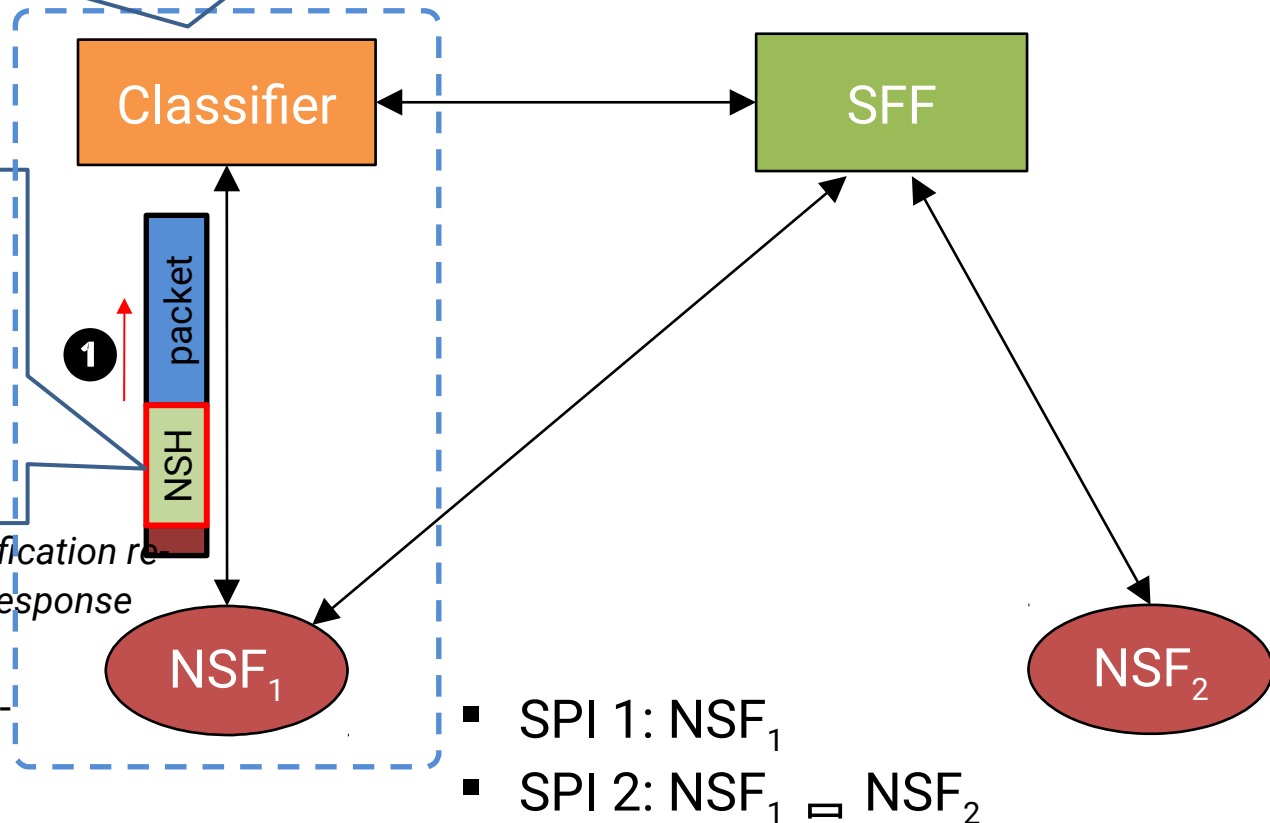 Classifier
SFF
packet
1
NSH
fication re-
esponse
NSF₁
NSF₂
-
▪ SPI 1: NSF₁
▪ SPI 2: NSF₁ ▭ NSF₂